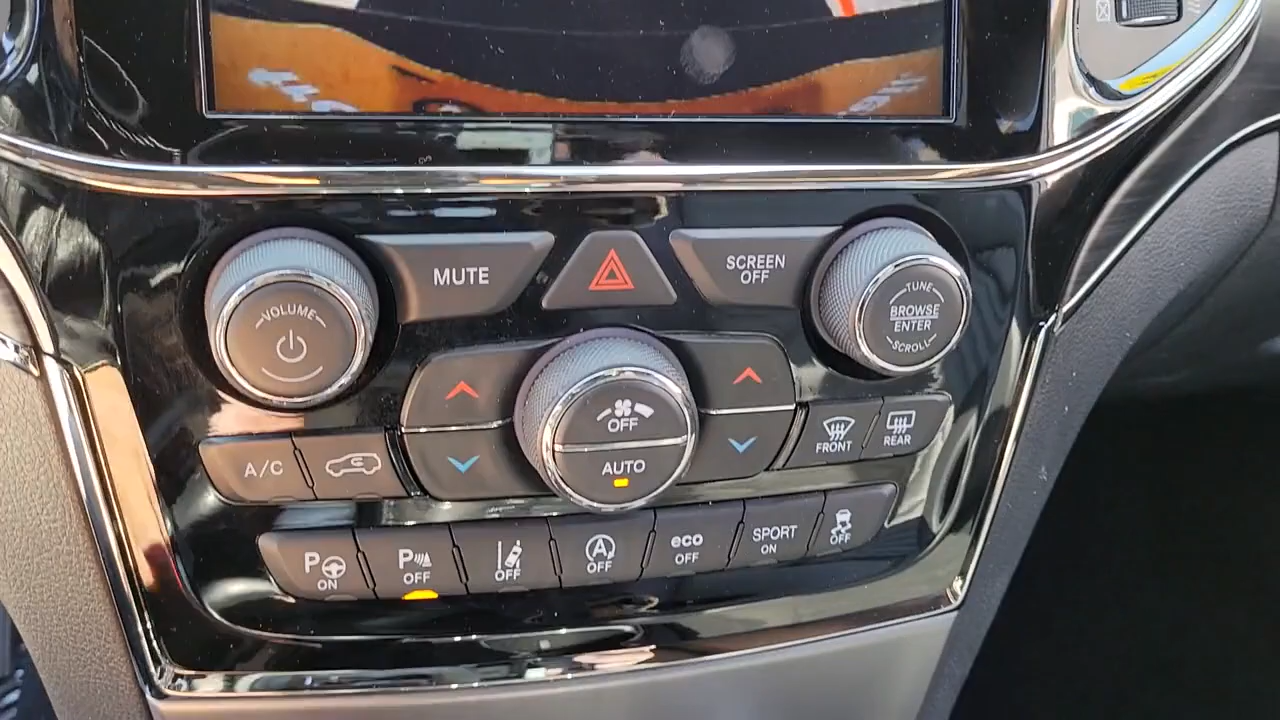 MUTE
SCREEN
OFF
VOLUME
TUNE
BROWSE
ENTER
SCROLL
OFF
AUTO
A/C
FRONT
REAR
P
ON
P
OFF
OFF
A
OFF
eco
OFF
SPORT
ON
OFF